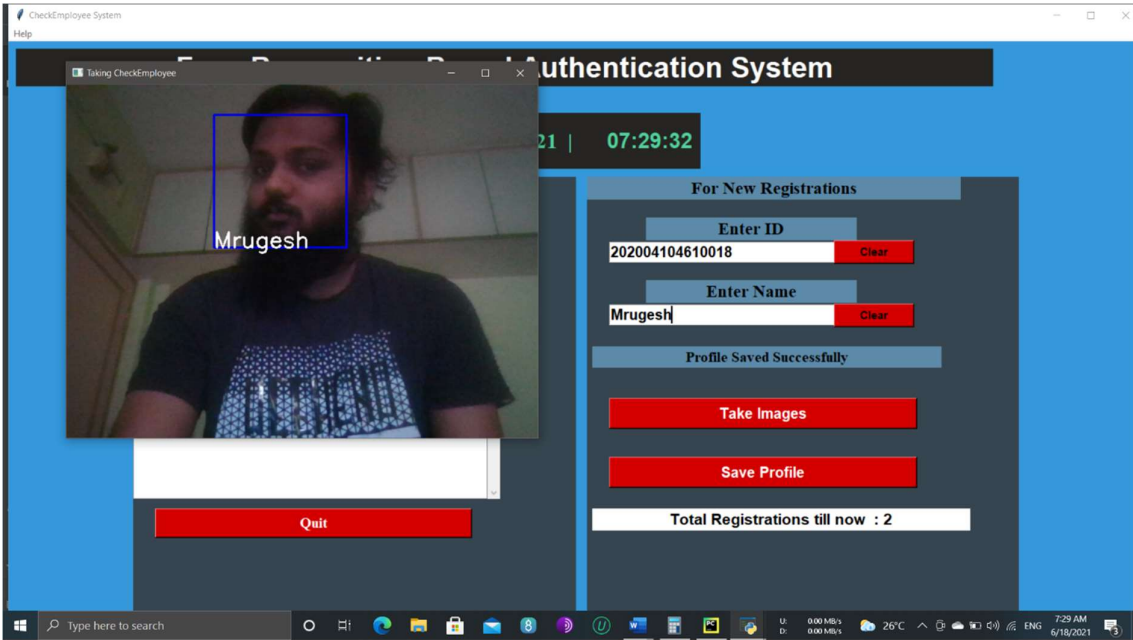 CheckEmployee System
Help
Authentication System
Taking CheckEmployee
21 | 07:29:32
Mrugesh
For New Registrations
Enter ID
202004104610018
Clear
Enter Name
Mrugesh
Clear
Profile Saved Successfully
Take Images
Save Profile
Total Registrations till now : 2
Quit
Type here to search
U: 0.00 MB/s
D: 0.00 MB/s
26°C
ENG
7:29 AM
6/18/2021
3